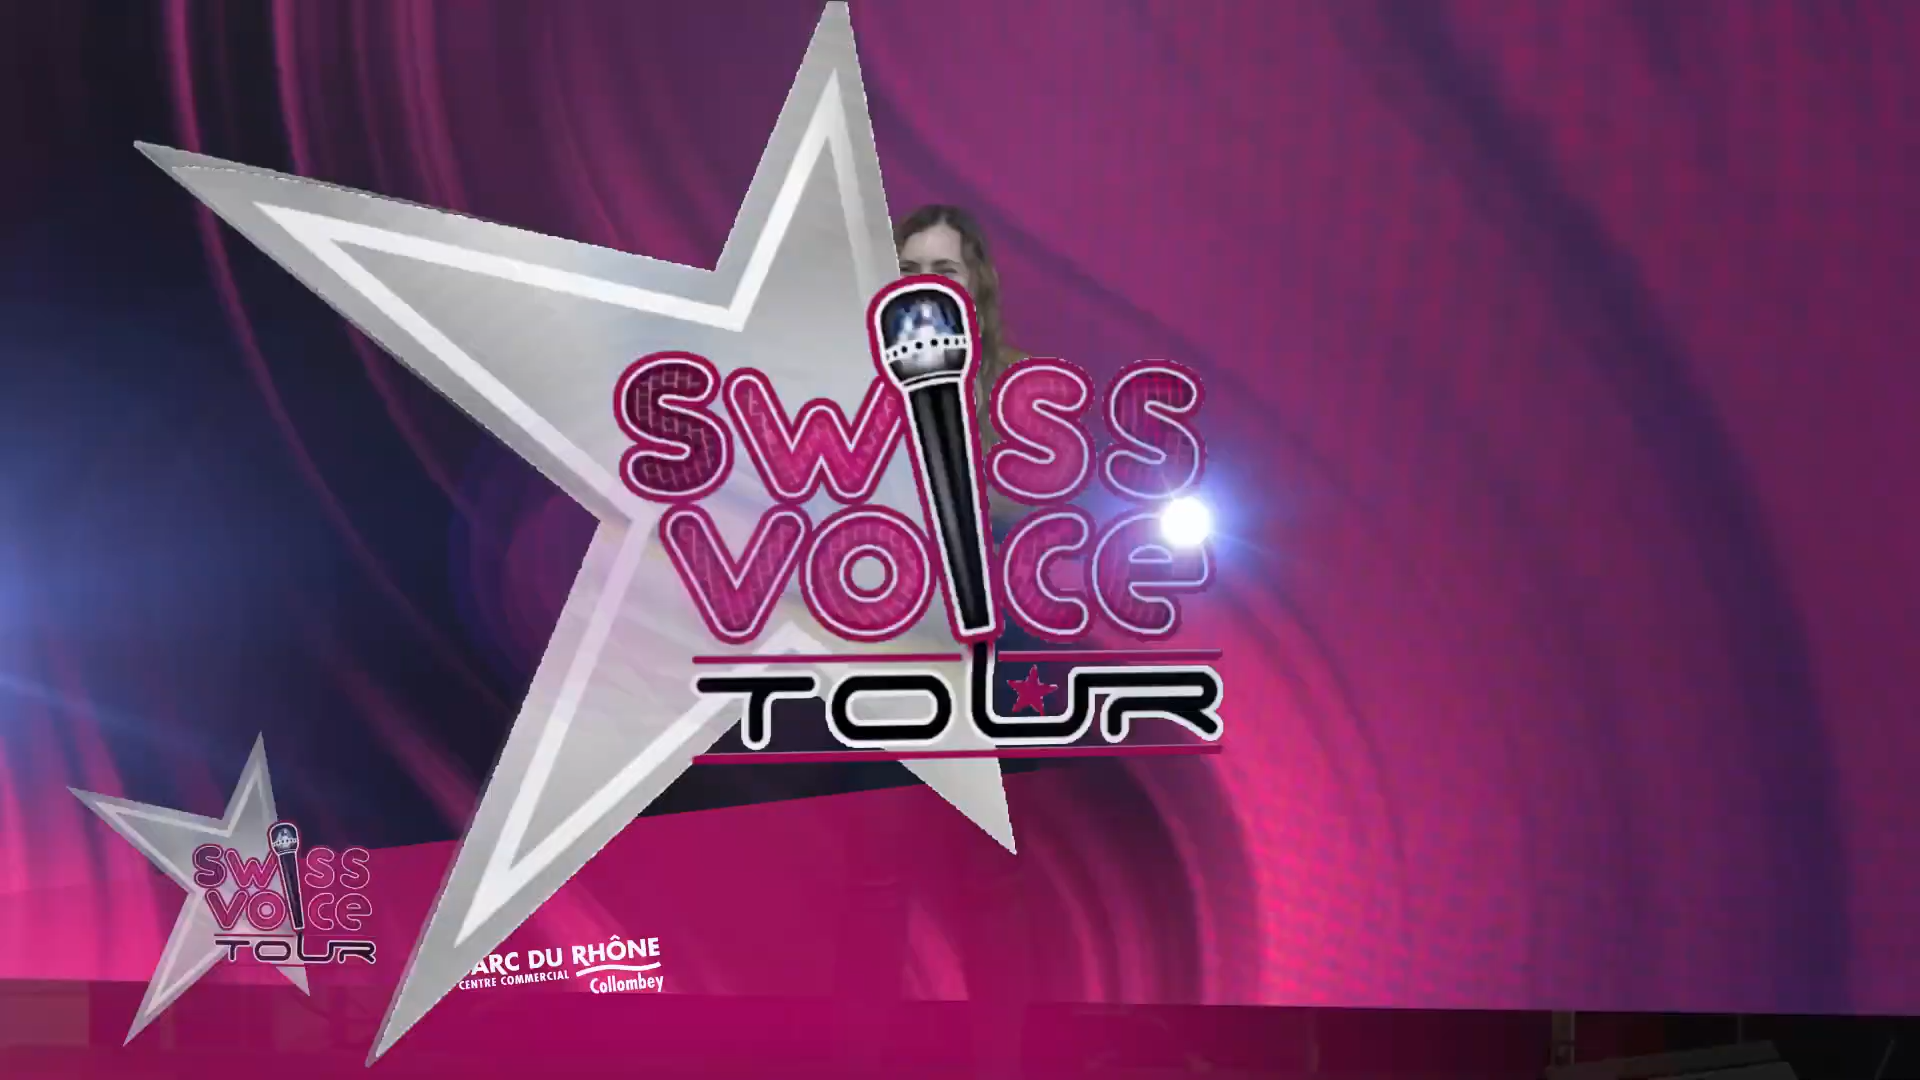 SWISS
VOICE
TOUR
SWISS
VOICE
TOUR
ARC DU RHÔNE
CENTRE COMMERCIAL
Collombey